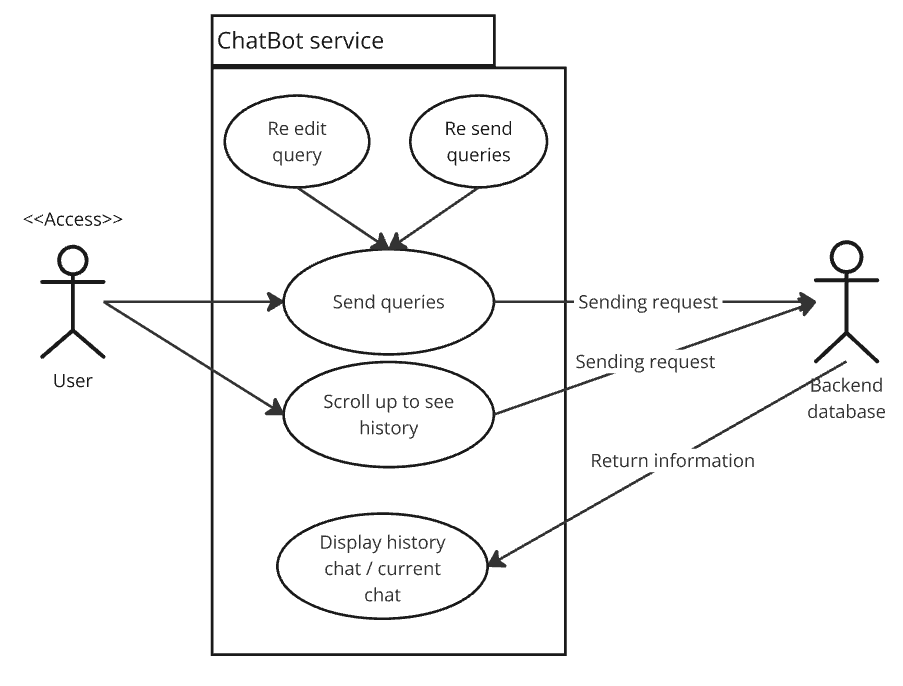 ChatBot service
Re edit
query
Re send
queries
<<Access>>
User
Send queries
Sending request
Scroll up to see
history
Sending request
Backend
database
Return information
Display history
chat / current
chat